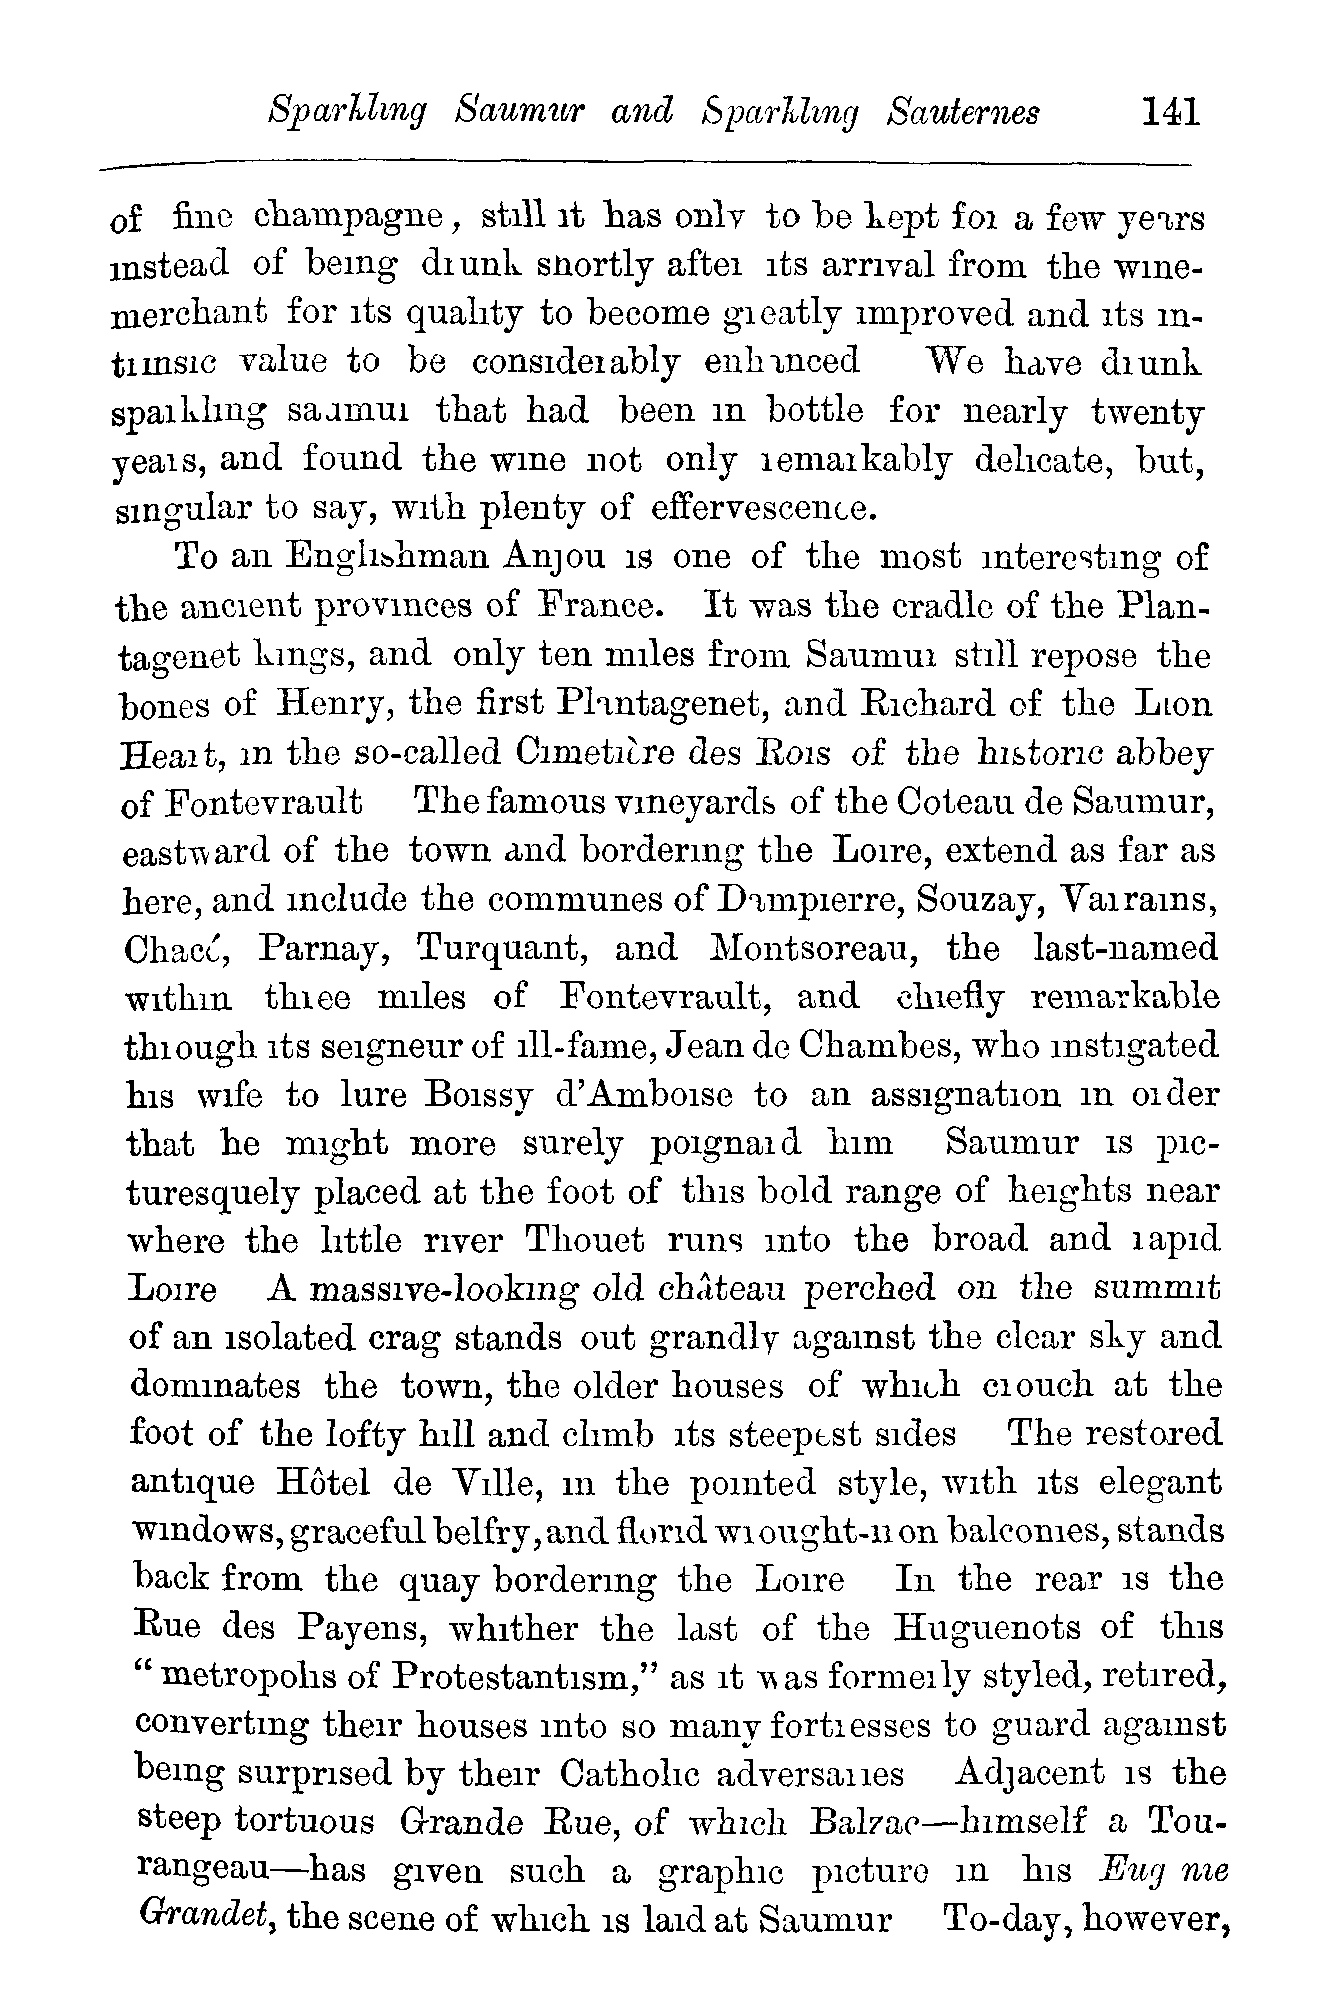 Sparkling Saumur and Sparkling Sauternes 141
of fine champagne, still it has only to be kept for a few years
instead of being drunk shortly after its arrival from the wine-
merchant for its quality to become greatly improved and its in-
trinsic value to be considerably enhanced We have drunk
sparkling saumur that had been in bottle for nearly twenty
years, and found the wine not only remarkably delicate, but,
singular to say, with plenty of effervescence.
To an Englishman Anjou is one of the most interesting of
the ancient provinces of France. It was the cradle of the Plan-
tagenet kings, and only ten miles from Saumur still repose the
bones of Henry, the first Plantagenet, and Richard of the Lion
Heart, in the so-called Cimetière des Rois of the historic abbey
of Fontevrault The famous vineyards of the Coteau de Saumur,
eastward of the town and bordering the Loire, extend as far as
here, and include the communes of Dampierre, Souzay, Varrains,
Chacé, Parnay, Turquant, and Montsoreau, the last-named
within three miles of Fontevrault, and chiefly remarkable
through its seigneur of ill-fame, Jean de Chambes, who instigated
his wife to lure Boissy d'Amboise to an assignation in order
that he might more surely poignard him Saumur is pic-
turesquely placed at the foot of this bold range of heights near
where the little river Thouet runs into the broad and rapid
Loire A massive-looking old château perched on the summit
of an isolated crag stands out grandly against the clear sky and
dominates the town, the older houses of which crouch at the
foot of the lofty hill and climb its steepest sides The restored
antique Hôtel de Ville, in the pointed style, with its elegant
windows, graceful belfry, and florid wrought-iron balconies, stands
back from the quay bordering the Loire In the rear is the
Rue des Payens, whither the last of the Huguenots of this
"metropolis of Protestantism," as it was formerly styled, retired,
converting their houses into so many fortresses to guard against
being surprised by their Catholic adversaries Adjacent is the
steep tortuous Grande Rue, of which Balzac—himself a Tou-
rangeau—has given such a graphic picture in his Eug nie
Grandet, the scene of which is laid at Saumur To-day, however,